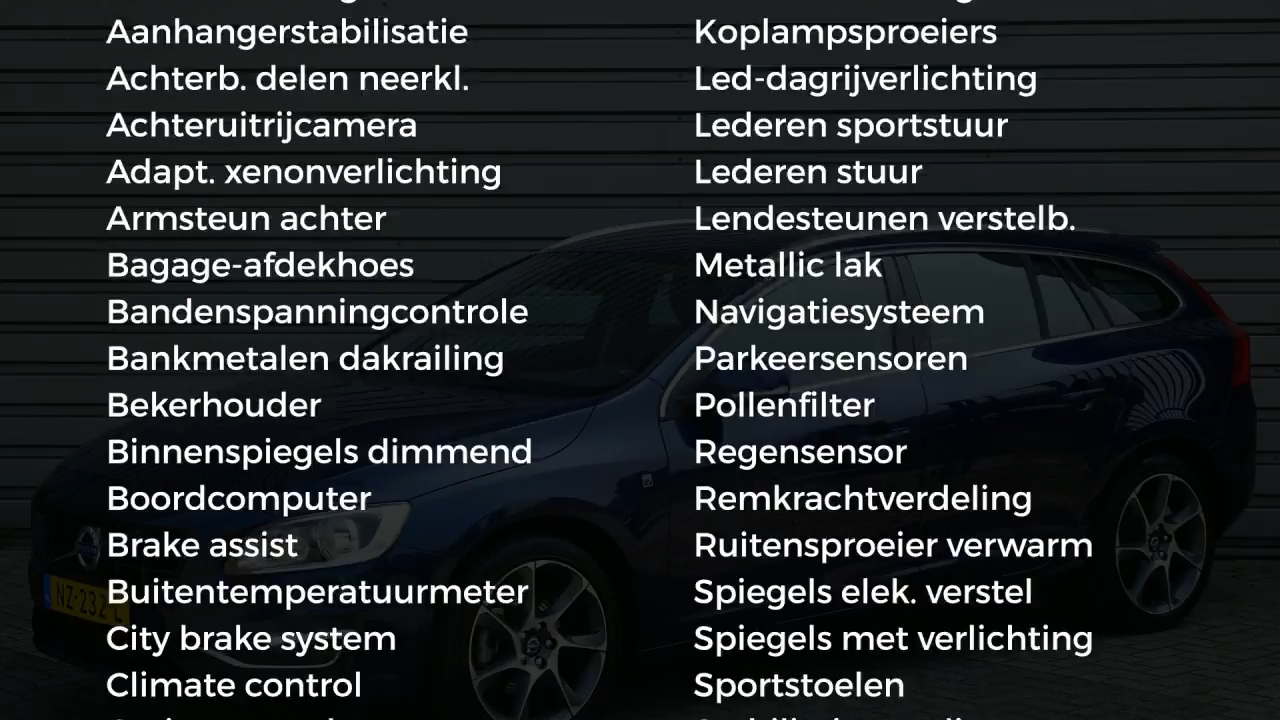 Aanhangerstabilisatie
Achterb. delen neerkl.
Achteruitrijcamera
Adapt. xenonverlichting
Armsteun achter
Bagage-afdekhoes
Bandenspanningcontrole
Bankmetalen dakrailing
Bekerhouder
Binnenspiegels dimmend
Boordcomputer
Brake assist
Buitentemperatuurmeter
City brake system
Climate control
Koplampsproeiers
Led-dagrijverlichting
Lederen sportstuur
Lederen stuur
Lendesteunen verstelb.
Metallic lak
Navigatiesysteem
Parkeersensoren
Pollenfilter
Regensensor
Remkrachtverdeling
Ruitensproeier verwarm
Spiegels elek. verstel
Spiegels met verlichting
Sportstoelen